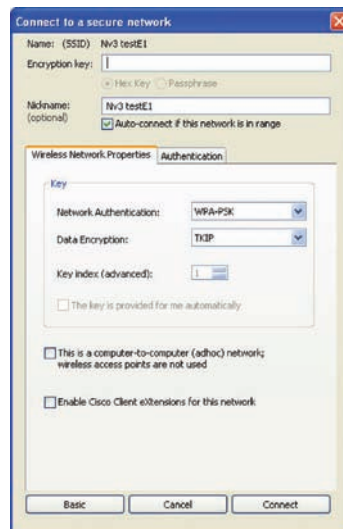 Connect to a secure network
Name: (SSID) Nv3 testE1
Encryption key:
Hex Key Passphrase
Nickname: Nv3 testE1
(optional)
Auto-connect if this network is in range
Wireless Network Properties Authentication
Key
Network Authentication: WPA-PSK
Data Encryption: TKIP
Key index (advanced): 1
The key is provided for me automatically
This is a computer-to-computer (adhoc) network;
wireless access points are not used
Enable Cisco Client eXtensions for this network
Basic Cancel Connect